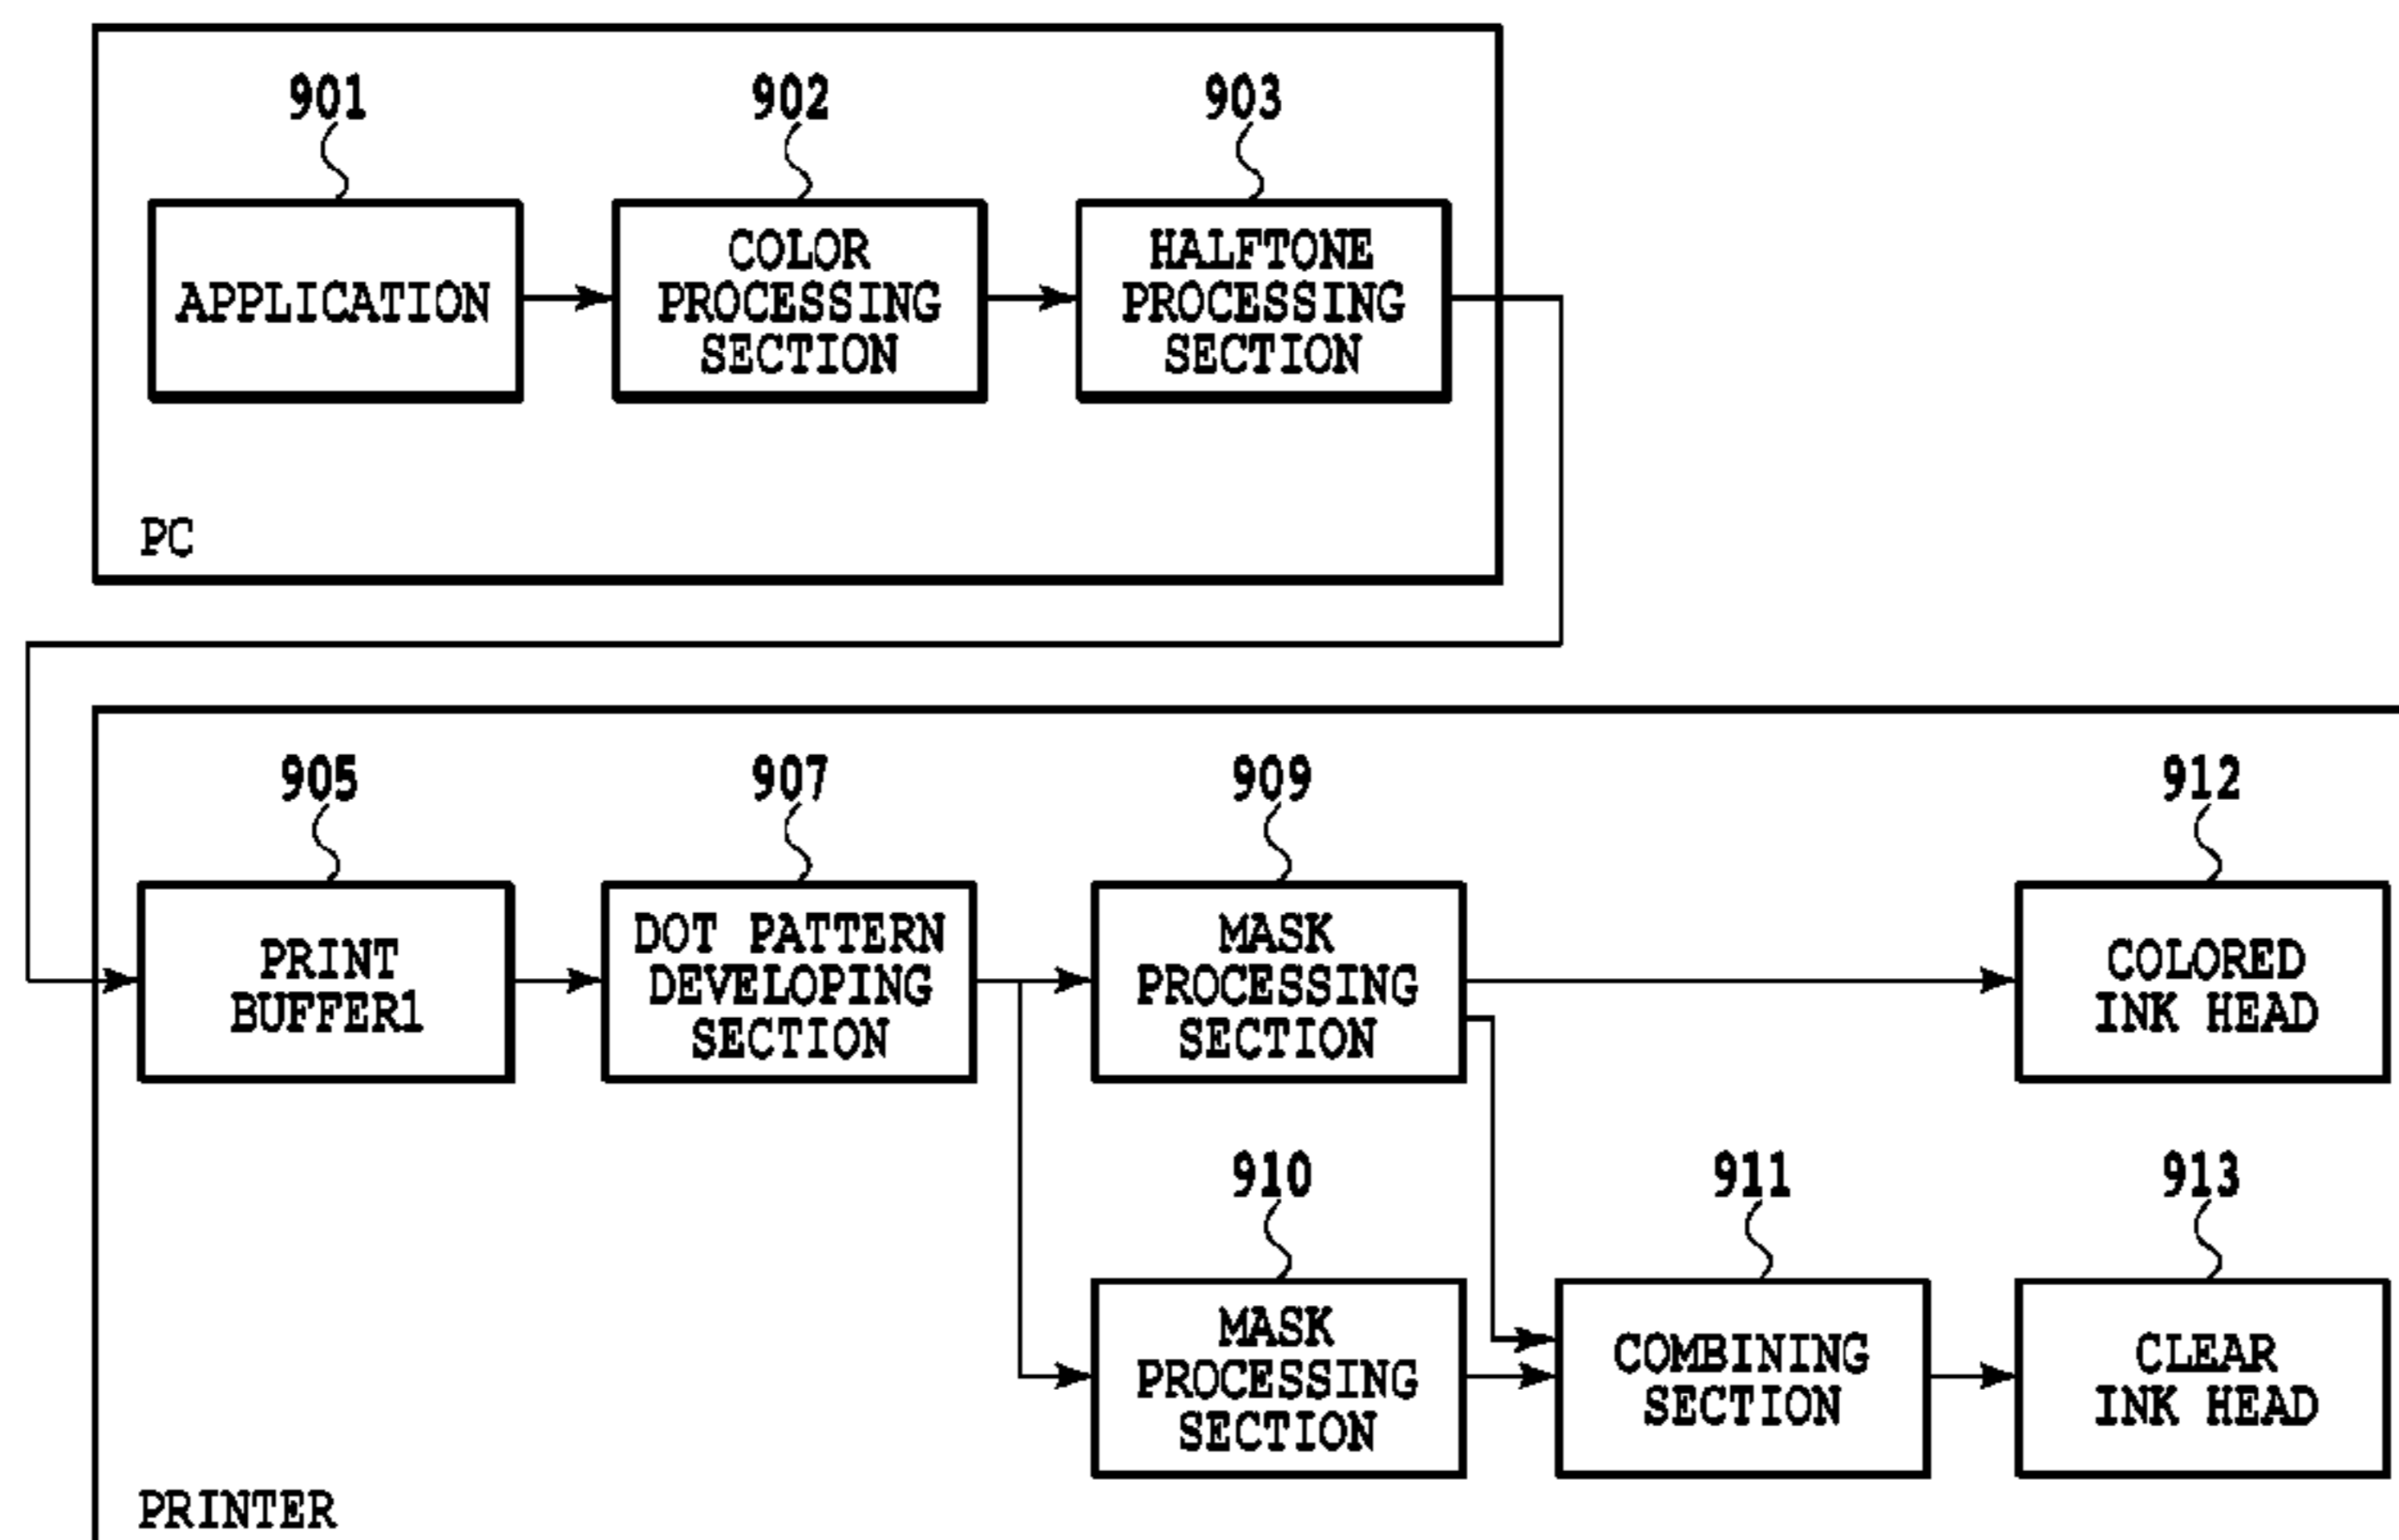 901
902
903
APPLICATION
COLOR
PROCESSING
SECTION
HALFTONE
PROCESSING
SECTION
PC
905
907
909
912
PRINT
BUFFER1
DOT PATTERN
DEVELOPING
SECTION
MASK
PROCESSING
SECTION
COLORED
INK HEAD
910
911
913
MASK
PROCESSING
SECTION
COMBINING
SECTION
CLEAR
INK HEAD
PRINTER